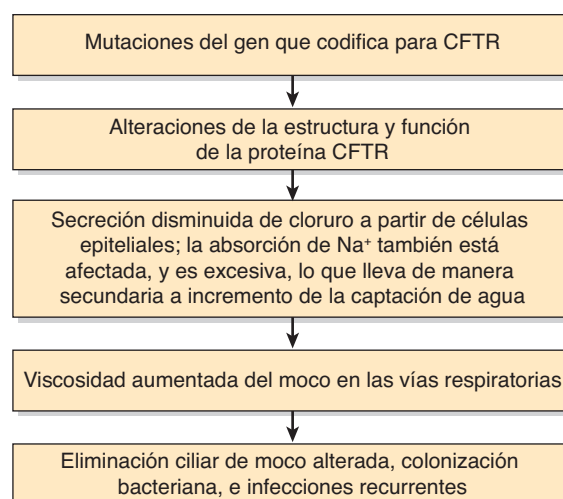 Mutaciones del gen que codifica para CFTR
Alteraciones de la estructura y función
de la proteína CFTR
Secreción disminuida de cloruro a partir de células
epiteliales; la absorción de Na⁺ también está
afectada, y es excesiva, lo que lleva de manera
secundaria a incremento de la captación de agua
Viscosidad aumentada del moco en las vías respiratorias
Eliminación ciliar de moco alterada, colonización
bacteriana, e infecciones recurrentes